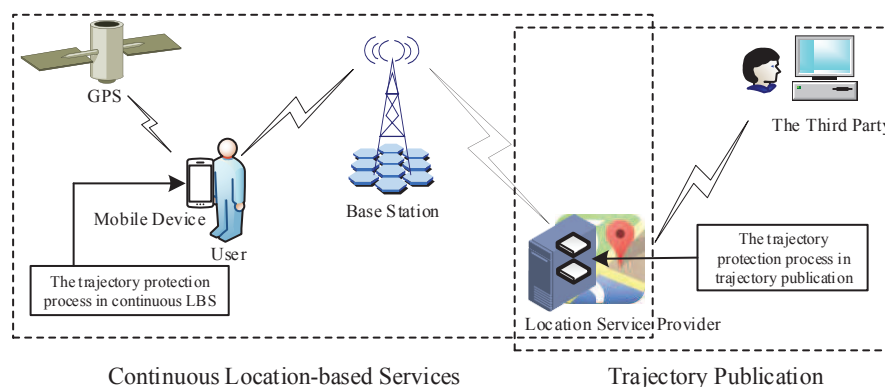 GPS
The Third Party
Mobile Device
Base Station
User
The trajectory
protection process in
trajectory publication
The trajectory protection
process in continuous LBS
Location Service Provider
Continuous Location-based Services
Trajectory Publication